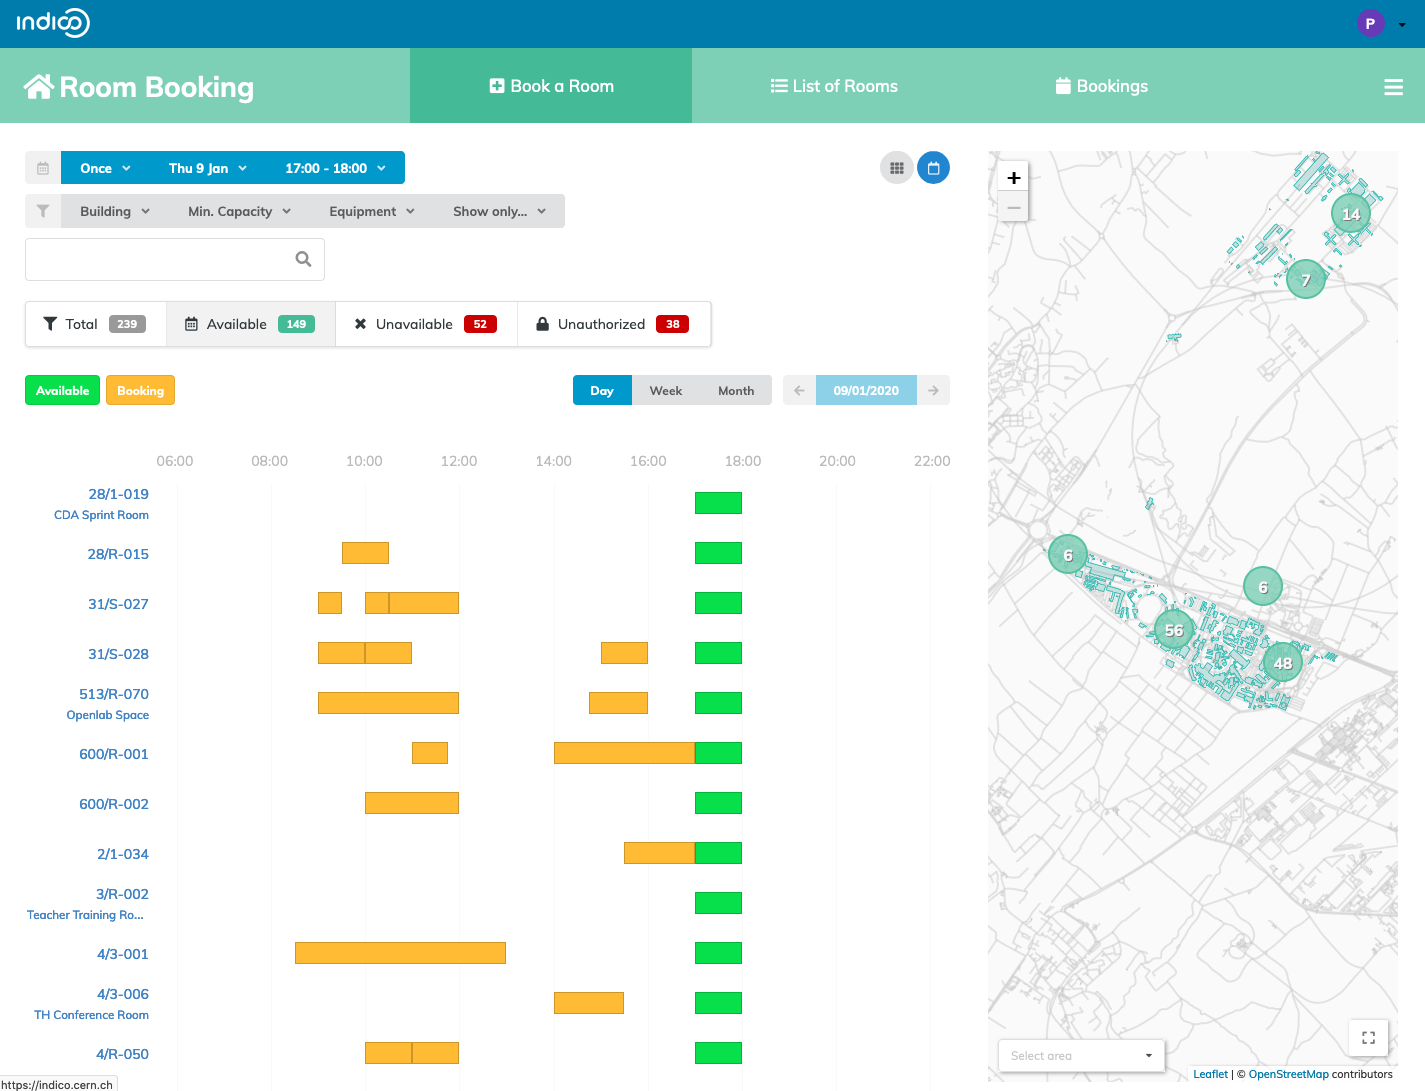 indico
P
Room Booking
Book a Room
List of Rooms
Bookings
Once
Thu 9 Jan
17:00 - 18:00
Building
Min. Capacity
Equipment
Show only...
Total 239
Available 149
Unavailable 52
Unauthorized 38
Available
Booking
Day
Week
Month
09/01/2020
06:00 08:00 10:00 12:00 14:00 16:00 18:00 20:00 22:00
28/1-019
CDA Sprint Room
28/R-015
31/S-027
31/S-028
513/R-070
Openlab Space
600/R-001
600/R-002
2/1-034
3/R-002
Teacher Training Ro...
4/3-001
4/3-006
TH Conference Room
4/R-050
https://indico.cern.ch
+
−
14
7
6
6
56
48
Select area
Leaflet | © OpenStreetMap contributors